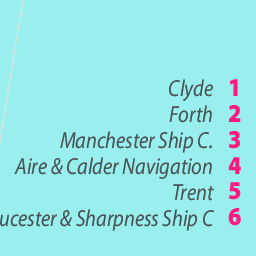 Clyde 1
Forth 2
Manchester Ship C. 3
Aire & Calder Navigation 4
Trent 5
ucester & Sharpness Ship C 6